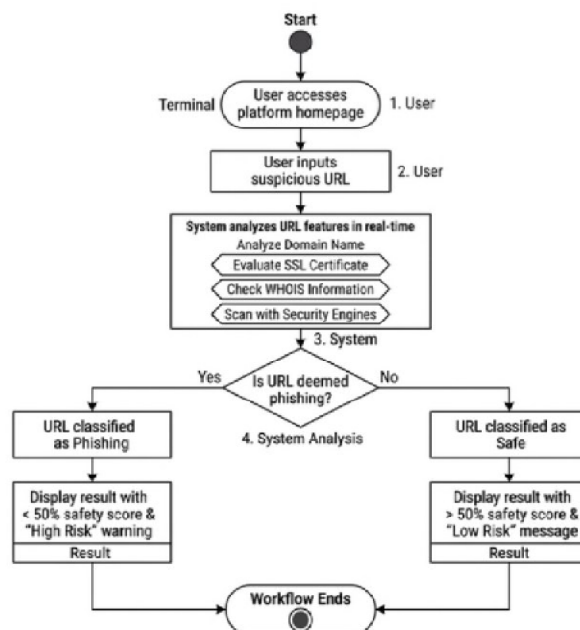 Start
Terminal
User accesses
platform homepage
1. User
User inputs
suspicious URL
2. User
System analyzes URL features in real-time
Analyze Domain Name
Evaluate SSL Certificate
Check WHOIS Information
Scan with Security Engines
3. System
Yes
Is URL deemed
phishing?
No
4. System Analysis
URL classified
as Phishing
URL classified as
Safe
Display result with
< 50% safety score &
"High Risk" warning
Result
Display result with
> 50% safety score &
"Low Risk" message
Result
Workflow Ends